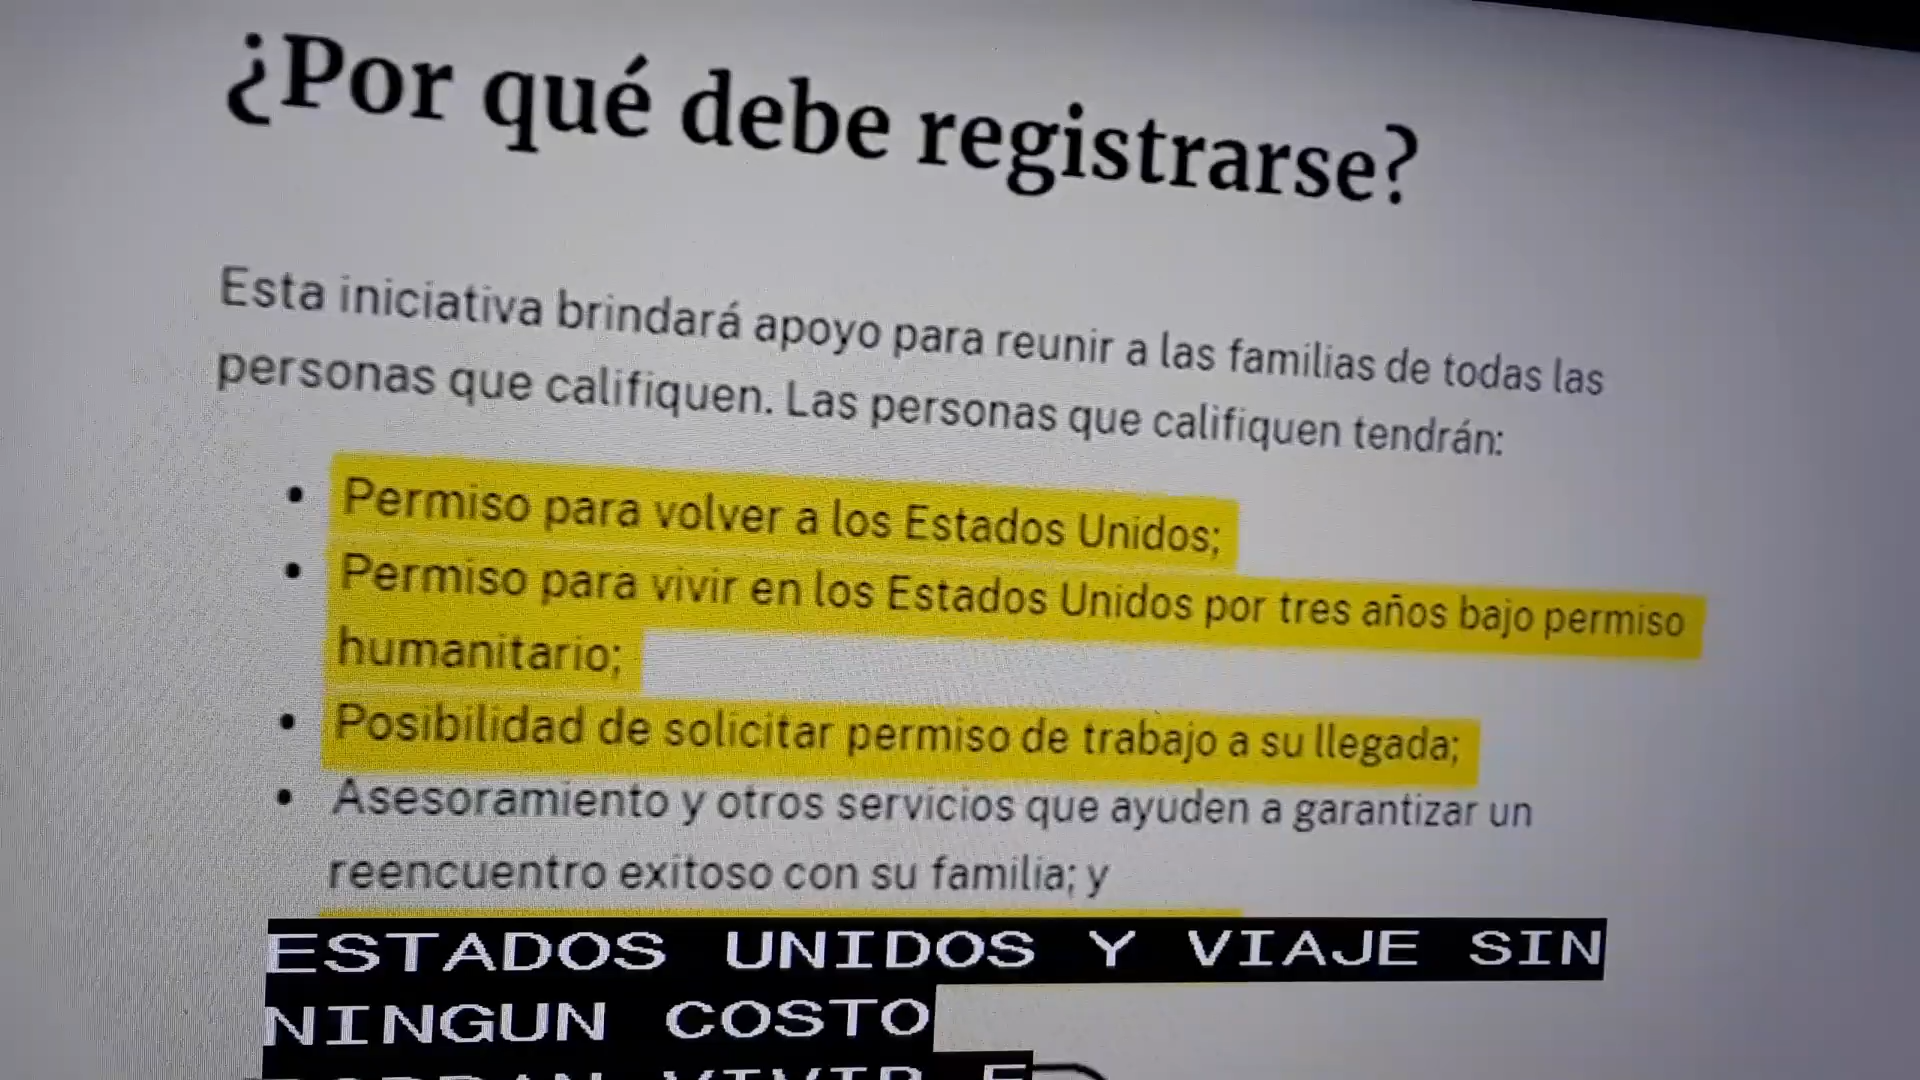 ¿Por qué debe registrarse?
Esta iniciativa brindará apoyo para reunir a las familias de todas las
personas que califiquen. Las personas que califiquen tendrán:
• Permiso para volver a los Estados Unidos;
• Permiso para vivir en los Estados Unidos por tres años bajo permiso
humanitario;
• Posibilidad de solicitar permiso de trabajo a su llegada;
• Asesoramiento y otros servicios que ayuden a garantizar un
reencuentro exitoso con su familia; y
ESTADOS UNIDOS Y VIAJE SIN
NINGUN COSTO